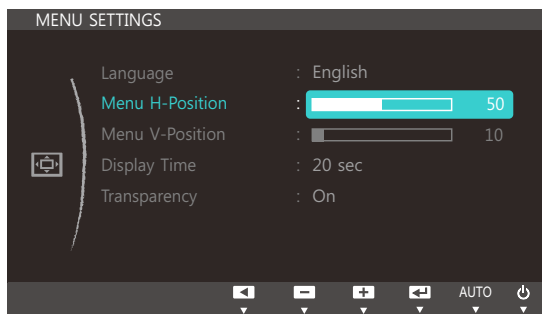 MENU SETTINGS
Language : English
Menu H-Position : 50
Menu V-Position : 10
Display Time : 20 sec
Transparency : On
AUTO